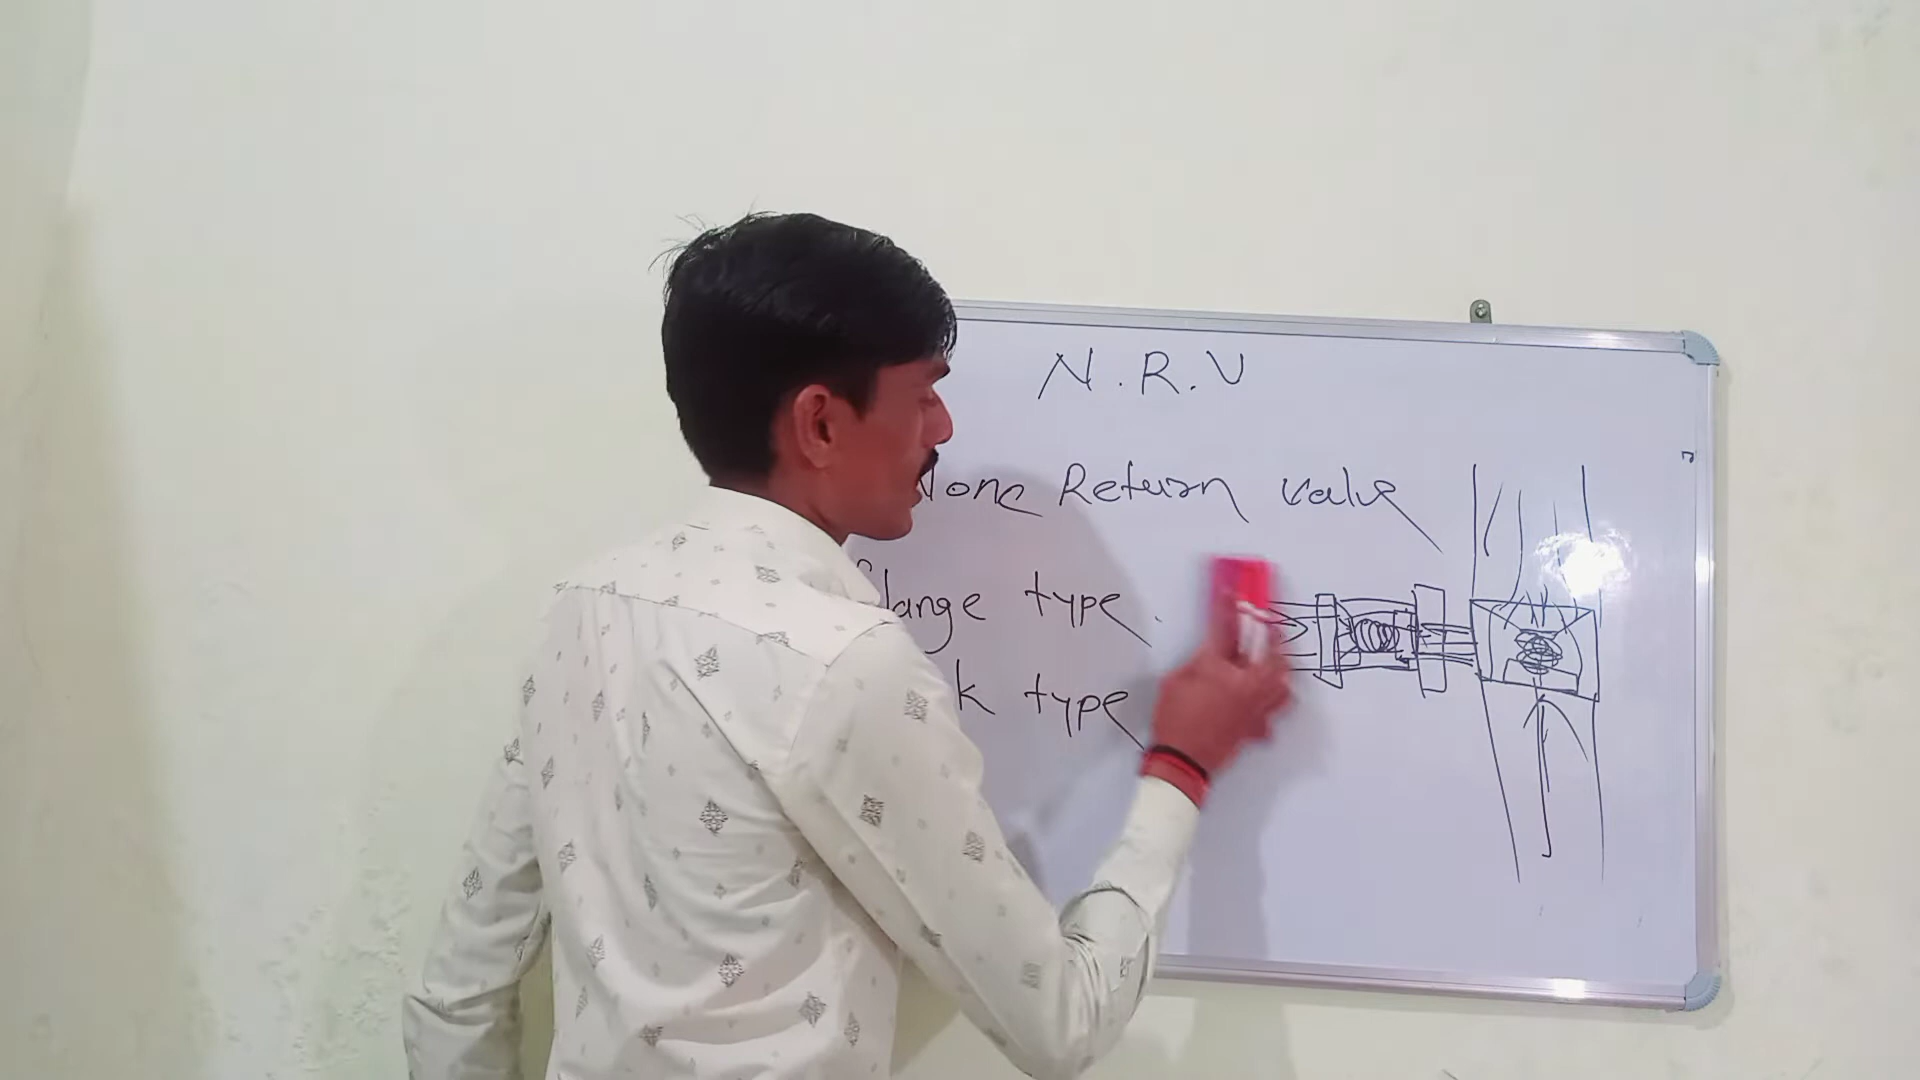 N.R.V
None Return valve
flange type.
type